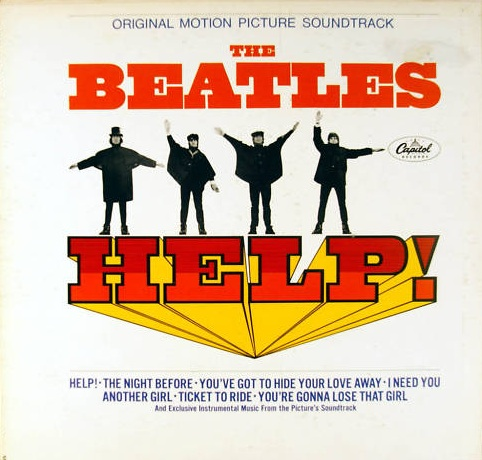 ORIGINAL MOTION PICTURE SOUNDTRACK
THE
BEATLES
Capitol
RECORDS
HELP!
HELP! · THE NIGHT BEFORE · YOU'VE GOT TO HIDE YOUR LOVE AWAY · I NEED YOU
ANOTHER GIRL · TICKET TO RIDE · YOU'RE GONNA LOSE THAT GIRL
And Exclusive Instrumental Music From the Picture's Soundtrack